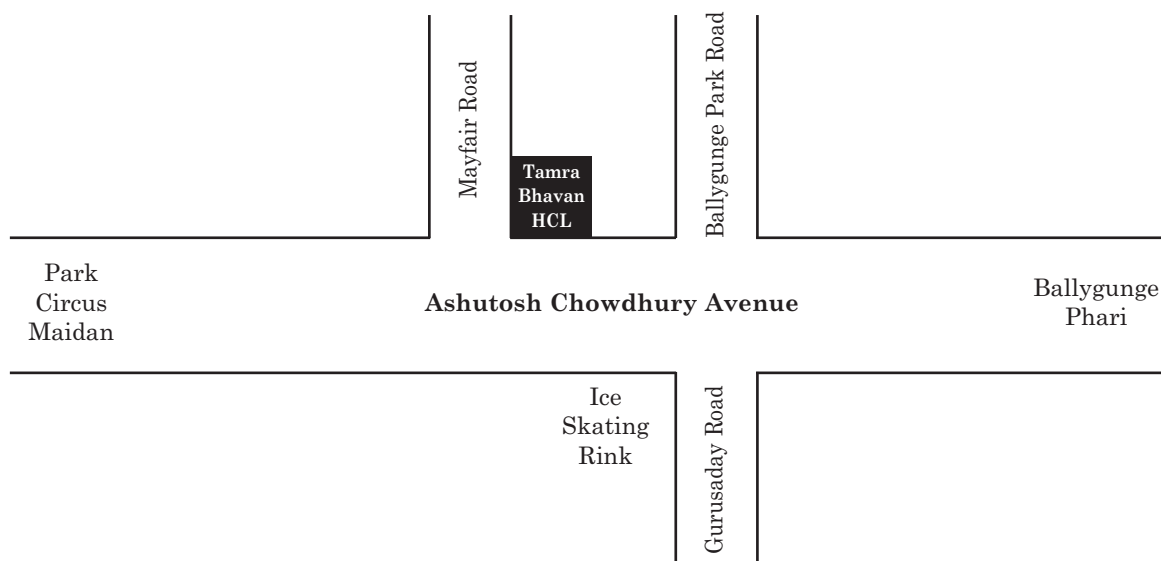 Mayfair Road
Ballygunge Park Road
Tamra
Bhavan
HCL
Park
Circus
Maidan
Ashutosh Chowdhury Avenue
Ballygunge
Phari
Ice
Skating
Rink
Gurusaday Road